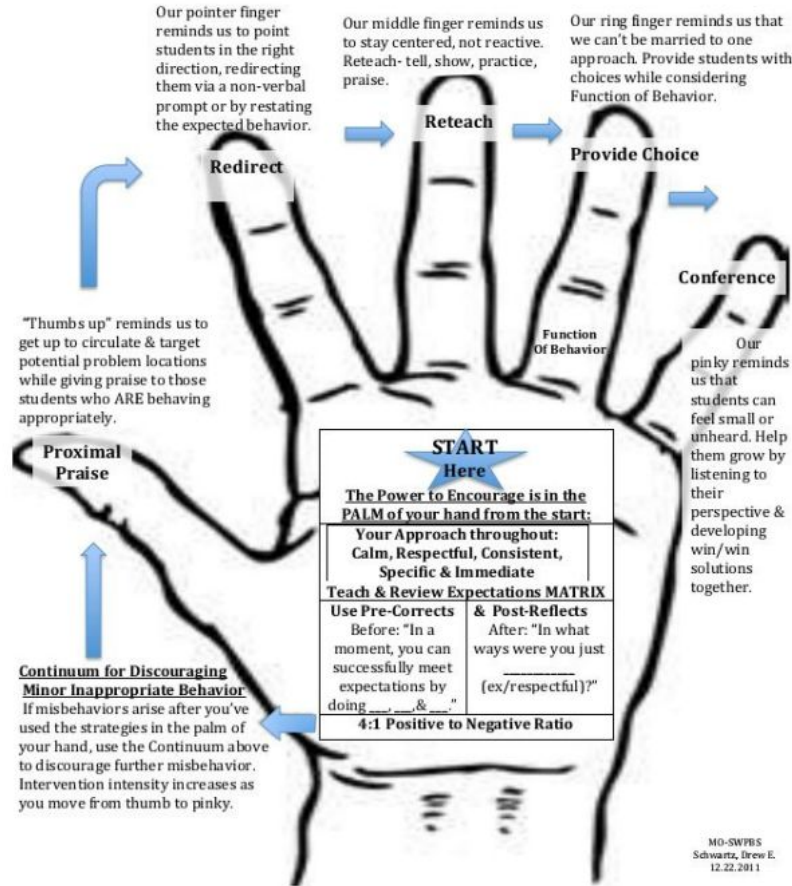 Our pointer finger
reminds us to point
students in the right
direction, redirecting
them via a non-verbal
prompt or by restating
the expected behavior.
Redirect
Our middle finger reminds us
to stay centered, not reactive.
Reteach- tell, show, practice,
praise.
Reteach
Our ring finger reminds us that
we can't be married to one
approach. Provide students with
choices while considering
Function of Behavior.
Provide Choice
Function
Of Behavior
Conference
Our
pinky reminds
us that
students can
feel small or
unheard. Help
them grow by
listening to
their
perspective &
developing
win/win
solutions
together.
"Thumbs up" reminds us to
get up to circulate & target
potential problem locations
while giving praise to those
students who ARE behaving
appropriately.
Proximal
Praise
START
Here
The Power to Encourage is in the
PALM of your hand from the start:
Your Approach throughout:
Calm, Respectful, Consistent,
Specific & Immediate
Teach & Review Expectations MATRIX
Use Pre-Corrects
Before: "In a
moment, you can
successfully meet
expectations by
doing ___, ___,& ___."
& Post-Reflects
After: "In what
ways were you just
____________
(ex/respectful)?"
4:1 Positive to Negative Ratio
Continuum for Discouraging
Minor Inappropriate Behavior
If misbehaviors arise after you've
used the strategies in the palm of
your hand, use the Continuum above
to discourage further misbehavior.
Intervention intensity increases as
you move from thumb to pinky.
MO-SWPBS
Schwartz, Drew E.
12.22.2011